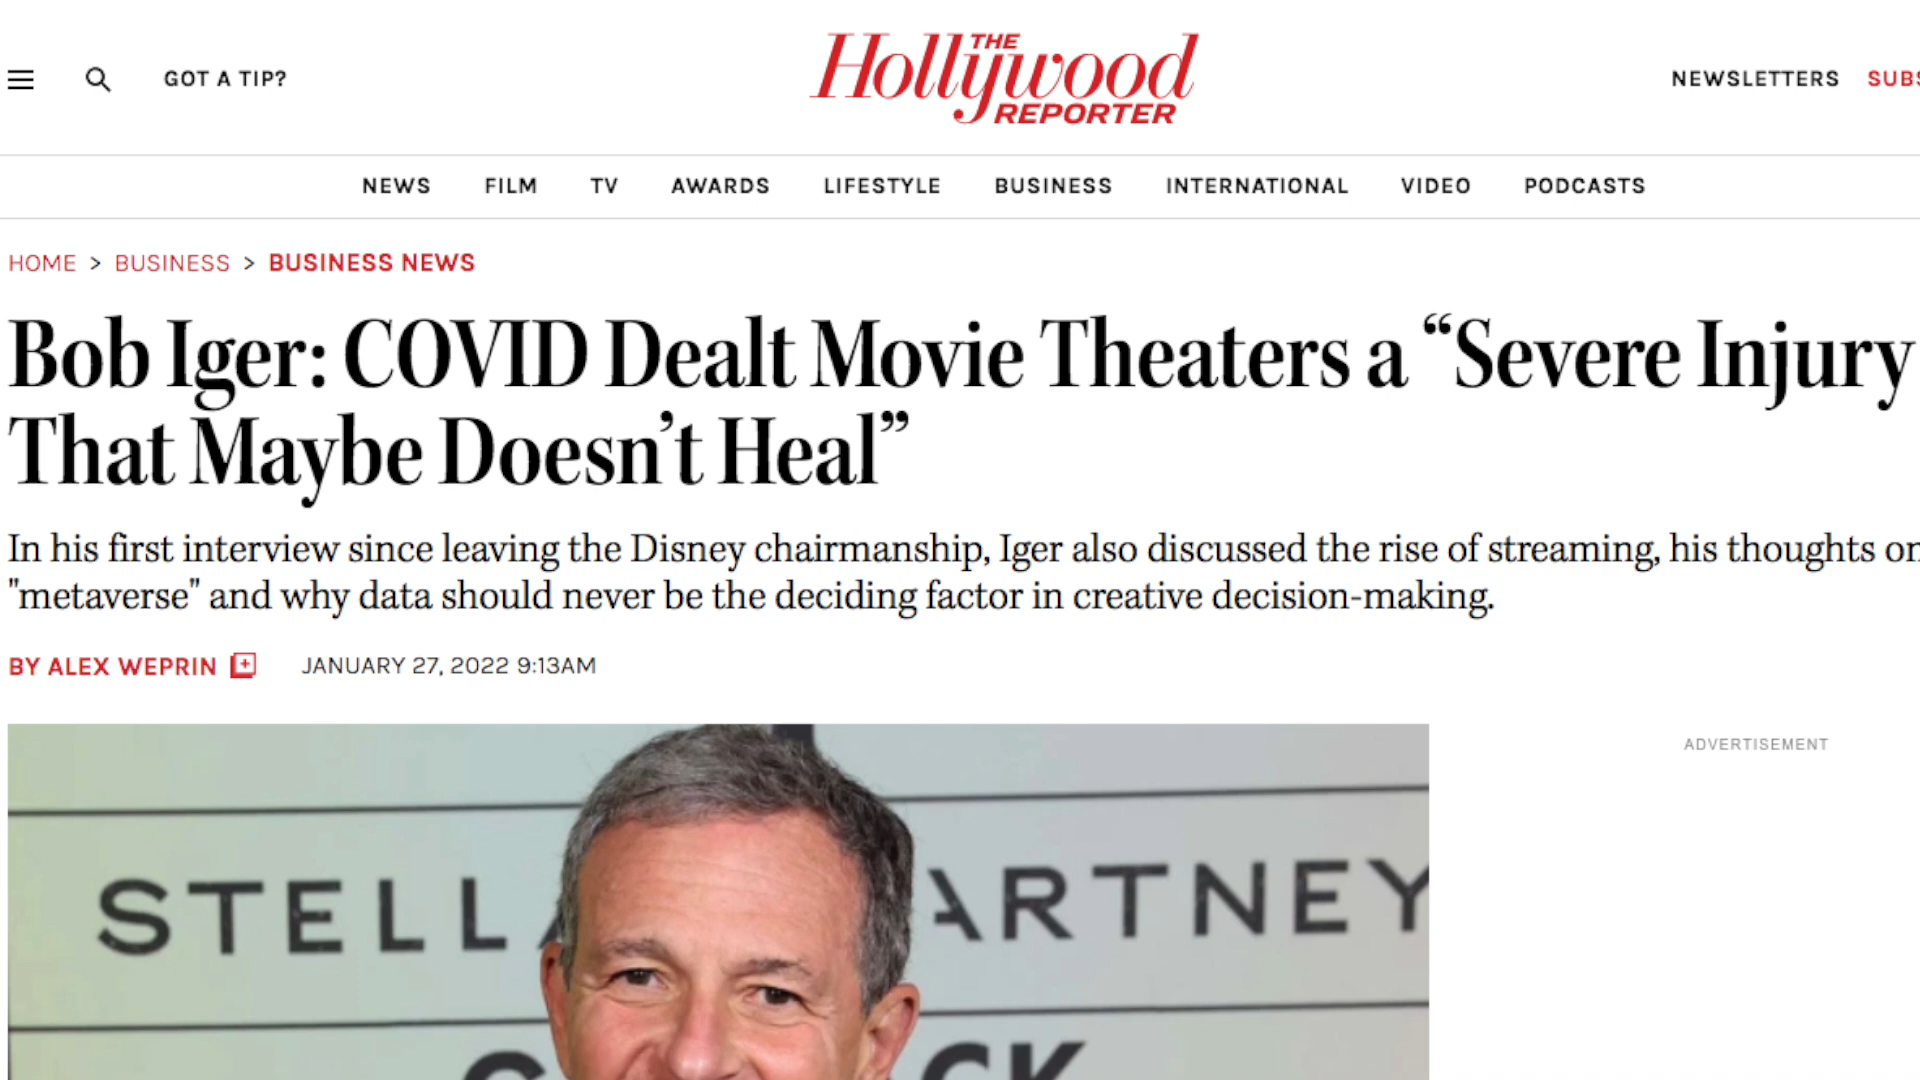 GOT A TIP?
THE
Hollywood
REPORTER
NEWSLETTERS SUBS
NEWS FILM TV AWARDS LIFESTYLE BUSINESS INTERNATIONAL VIDEO PODCASTS
HOME > BUSINESS > BUSINESS NEWS
Bob Iger: COVID Dealt Movie Theaters a “Severe Injury
That Maybe Doesn’t Heal”
In his first interview since leaving the Disney chairmanship, Iger also discussed the rise of streaming, his thoughts on
"metaverse" and why data should never be the deciding factor in creative decision-making.
BY ALEX WEPRIN JANUARY 27, 2022 9:13AM
ADVERTISEMENT
STELLA ARTNEY
CK